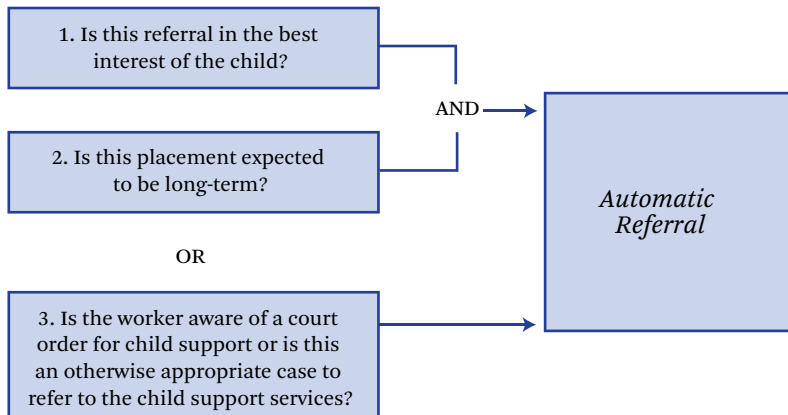 1. Is this referral in the best
interest of the child?
AND
2. Is this placement expected
to be long-term?
Automatic
Referral
OR
3. Is the worker aware of a court
order for child support or is this
an otherwise appropriate case to
refer to the child support services?